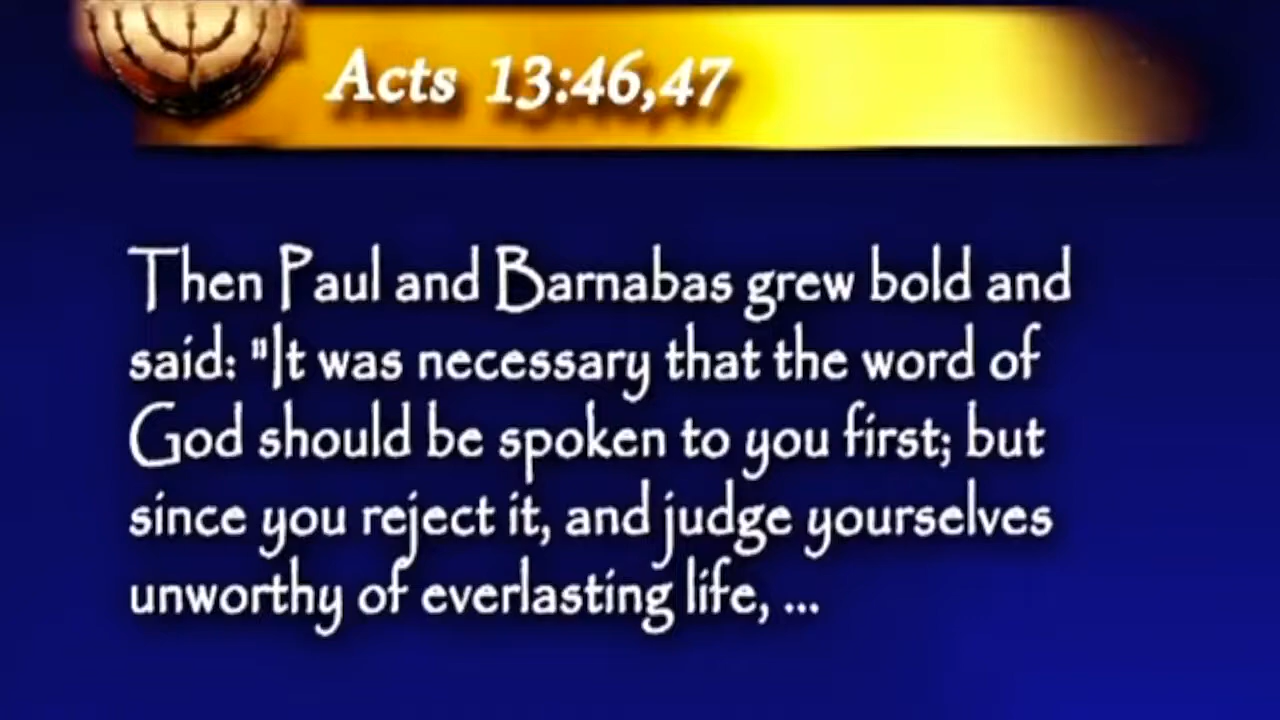 Acts 13:46,47
Then Paul and Barnabas grew bold and
said: "It was necessary that the word of
God should be spoken to you first; but
since you reject it, and judge yourselves
unworthy of everlasting life, ...